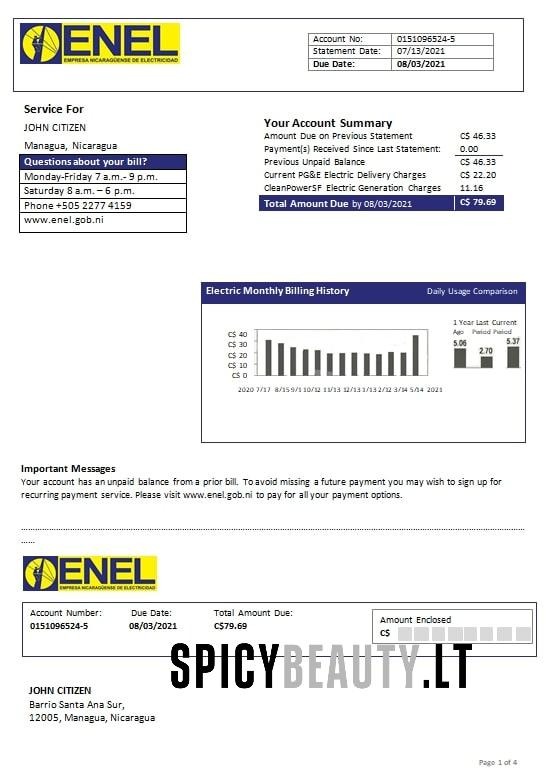 ENEL
EMPRESA NICARAGÜENSE DE ELECTRICIDAD
Account No: 0151096524-5
Statement Date: 07/13/2021
Due Date: 08/03/2021
Service For
JOHN CITIZEN
Managua, Nicaragua
Questions about your bill?
Monday-Friday 7 a.m.- 9 p.m.
Saturday 8 a.m. – 6 p.m.
Phone +505 2277 4159
www.enel.gob.ni
Your Account Summary
Amount Due on Previous Statement C$ 46.33
Payment(s) Received Since Last Statement: 0.00
Previous Unpaid Balance C$ 46.33
Current PG&E Electric Delivery Charges C$ 22.20
CleanPowerSF Electric Generation Charges 11.16
Total Amount Due by 08/03/2021 C$ 79.69
Electric Monthly Billing History Daily Usage Comparison
1 Year Last Current
Ago Period Period
5.06 2.70 5.37
C$ 40
C$ 30
C$ 20
C$ 10
C$ 0
2020 7/17 8/15 9/1 10/12 11/13 12/13 1/13 2/12 3/14 5/14 2021
Important Messages
Your account has an unpaid balance from a prior bill. To avoid missing a future payment you may wish to sign up for
recurring payment service. Please visit www.enel.gob.ni to pay for all your payment options.
ENEL
EMPRESA NICARAGÜENSE DE ELECTRICIDAD
Account Number: Due Date: Total Amount Due:
0151096524-5 08/03/2021 C$79.69
Amount Enclosed
C$
SPICYBEAUTY.LT
JOHN CITIZEN
Barrio Santa Ana Sur,
12005, Managua, Nicaragua
Page 1 of 4